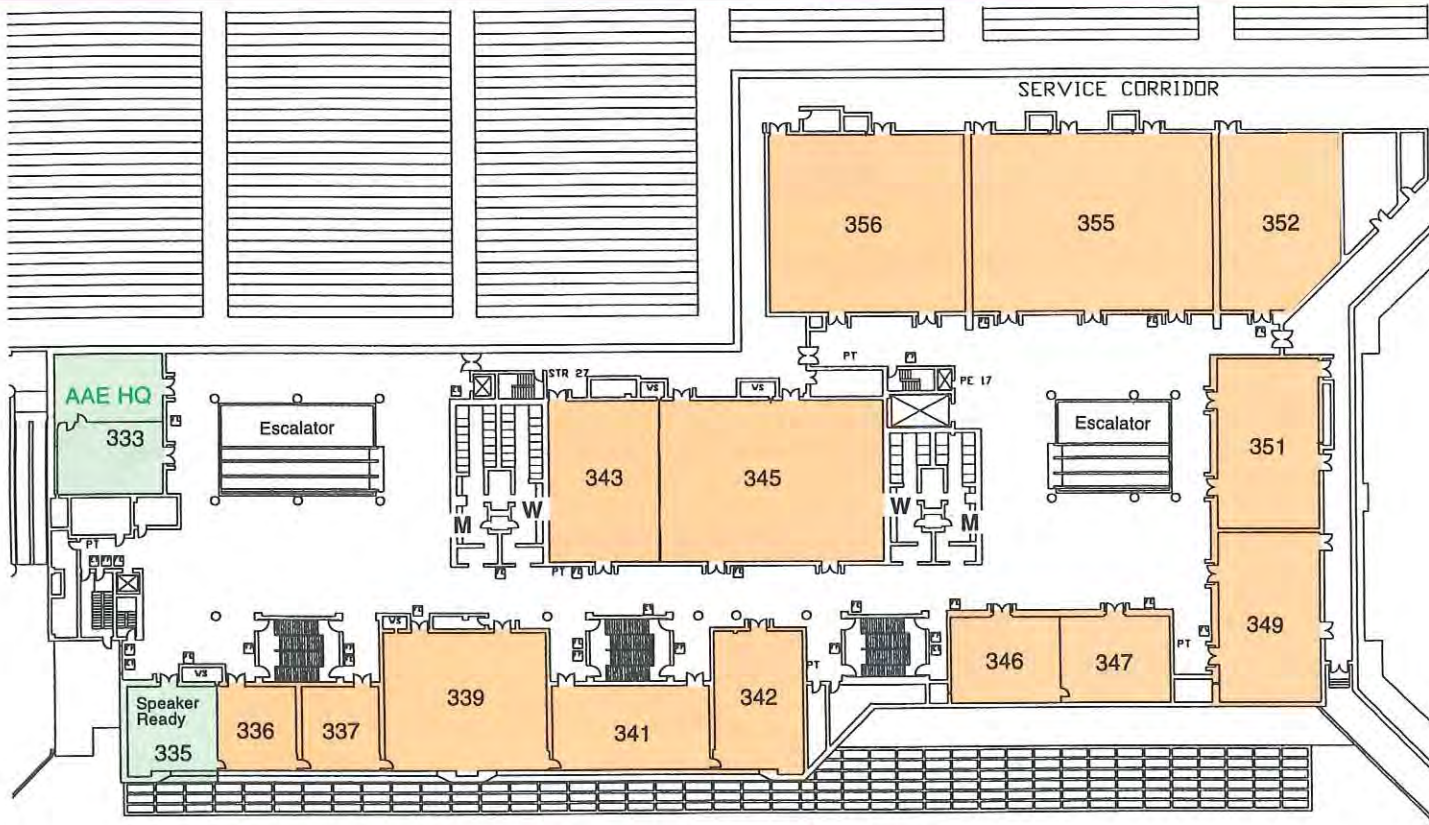 SERVICE CORRIDOR
356
355
352
PT
STR 27
VS
VS
PE 17
AAE HQ
333
Escalator
Escalator
343
345
351
M
W
W
M
PT
PT
VS
349
346
347
PT
PT
VS
Speaker
Ready
335
336
337
339
341
342